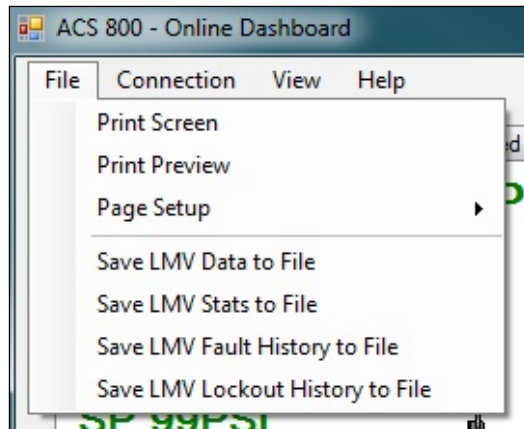 ACS 800 - Online Dashboard
File Connection View Help
Print Screen
ed
Print Preview
Page Setup
Save LMV Data to File
Save LMV Stats to File
Save LMV Fault History to File
Save LMV Lockout History to File
SP 99PSI